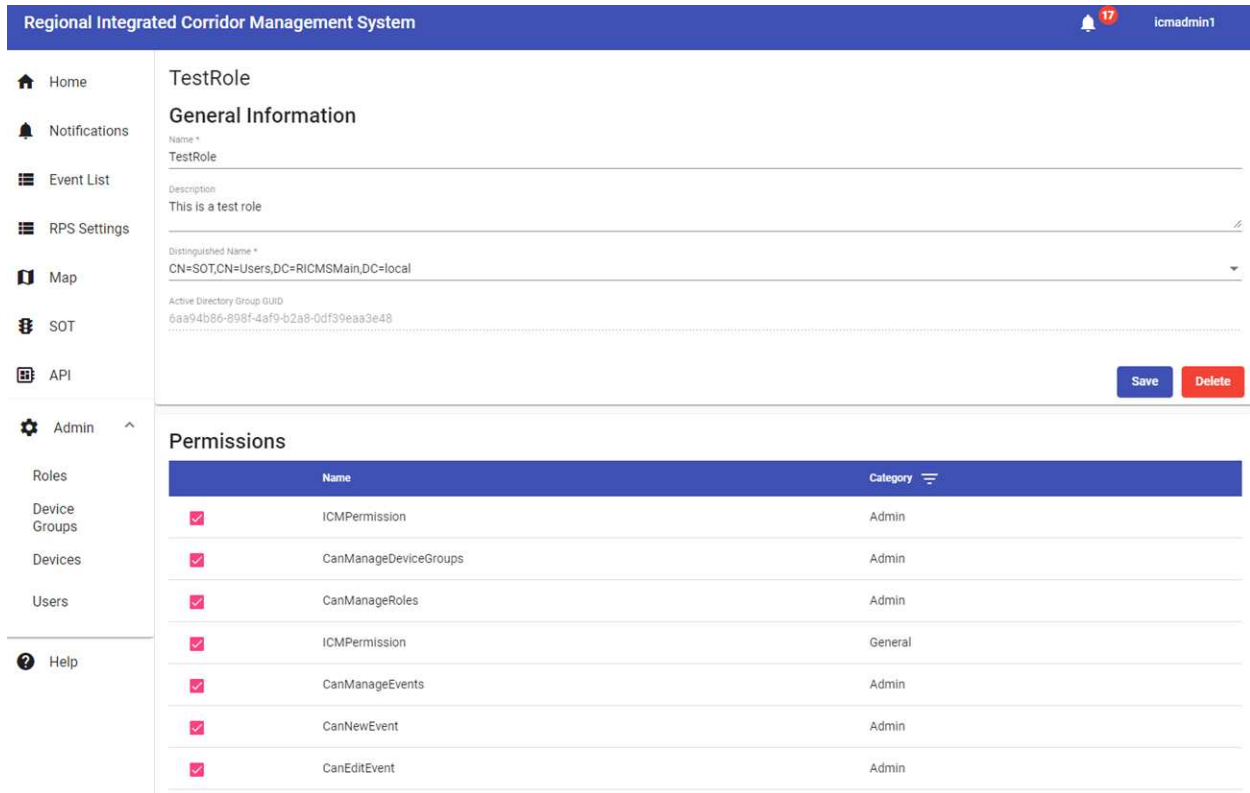 Regional Integrated Corridor Management System
17
icmadmin1
Home
Notifications
Event List
RPS Settings
Map
SOT
API
Admin
Roles
Device
Groups
Devices
Users
Help
TestRole
General Information
Name *
TestRole
Description
This is a test role
Distinguished Name *
CN=SOT,CN=Users,DC=RICMSMain,DC=local
Active Directory Group GUID
6aa94b86-898f-4af9-b2a8-0df39eaa3e48
Save Delete
Permissions
Name Category
ICMPermission Admin
CanManageDeviceGroups Admin
CanManageRoles Admin
ICMPermission General
CanManageEvents Admin
CanNewEvent Admin
CanEditEvent Admin